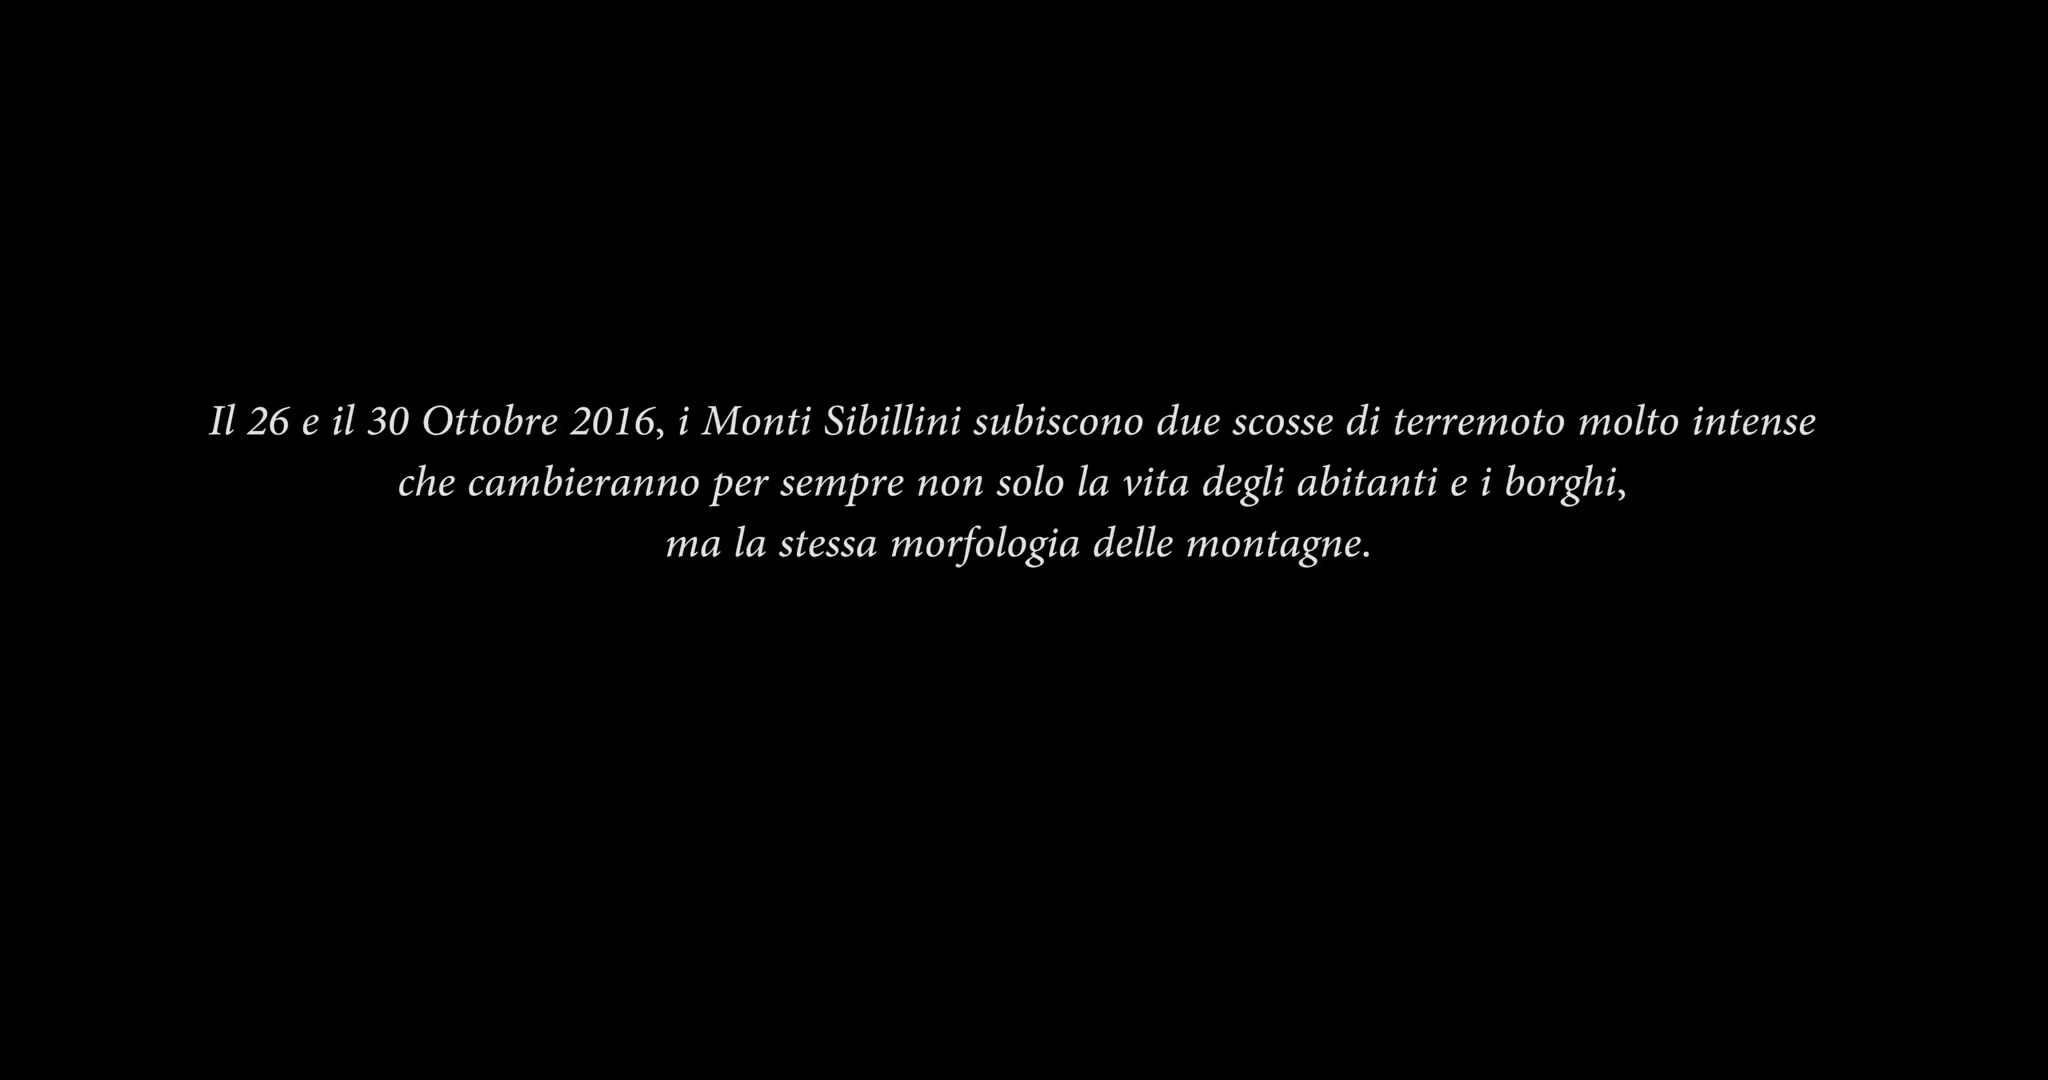 Il 26 e il 30 Ottobre 2016, i Monti Sibillini subiscono due scosse di terremoto molto intense
che cambieranno per sempre non solo la vita degli abitanti e i borghi,
ma la stessa morfologia delle montagne.